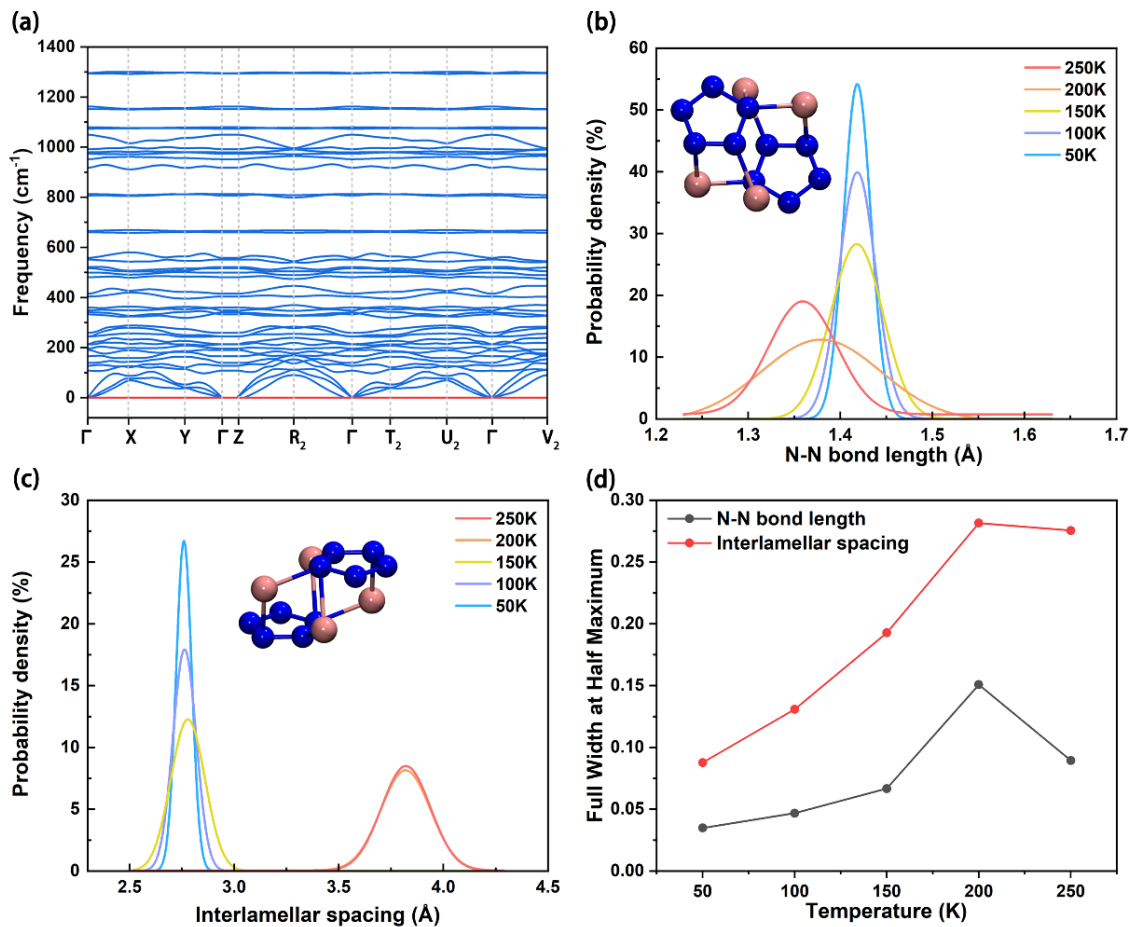 (a)
1400
1200
1000
800
600
400
200
0
Frequency (cm⁻¹)
Γ X Y Γ Z R₂ Γ T₂ U₂ Γ V₂
(b)
60
50
40
30
20
10
0
Probability density (%)
250K
200K
150K
100K
50K
1.2 1.3 1.4 1.5 1.6 1.7
N-N bond length (Å)
(c)
30
25
20
15
10
5
0
Probability density (%)
250K
200K
150K
100K
50K
2.5 3.0 3.5 4.0 4.5
Interlamellar spacing (Å)
(d)
0.30
0.25
0.20
0.15
0.10
0.05
0.00
Full Width at Half Maximum
N-N bond length
Interlamellar spacing
50 100 150 200 250
Temperature (K)